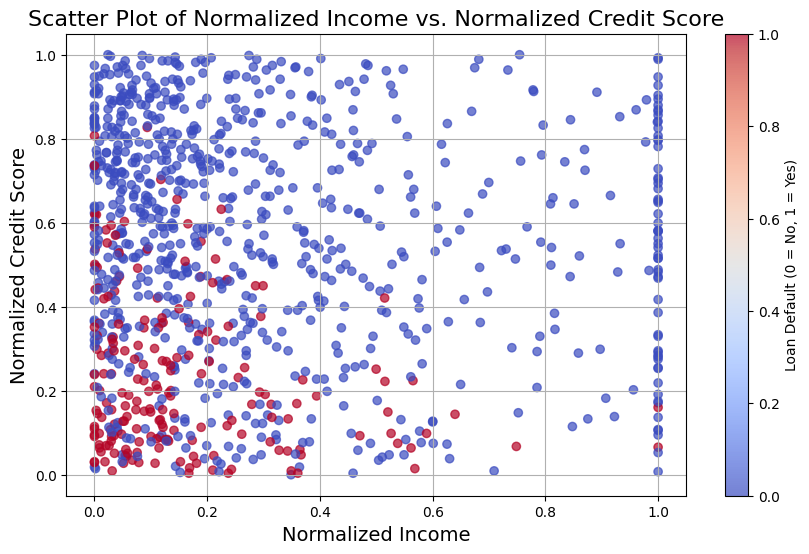 Scatter Plot of Normalized Income vs. Normalized Credit Score
Normalized Credit Score
1.0
0.8
0.6
0.4
0.2
0.0
0.0 0.2 0.4 0.6 0.8 1.0
Normalized Income
1.0
0.8
0.6
0.4
0.2
0.0
Loan Default (0 = No, 1 = Yes)